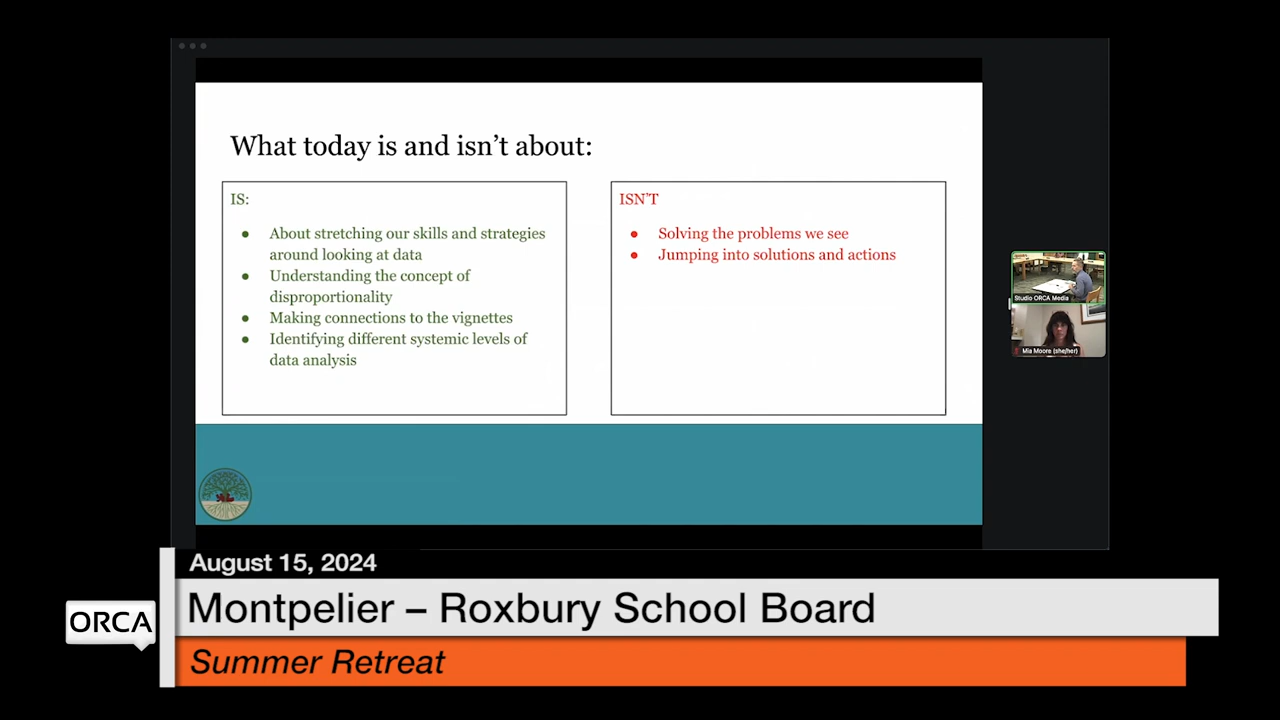 What today is and isn't about:
IS:
● About stretching our skills and strategies
around looking at data
● Understanding the concept of
disproportionality
● Making connections to the vignettes
● Identifying different systemic levels of
data analysis
ISN'T
● Solving the problems we see
● Jumping into solutions and actions
Studio ORCA Media
Mia Moore (she/her)
August 15, 2024
ORCA
Montpelier – Roxbury School Board
Summer Retreat